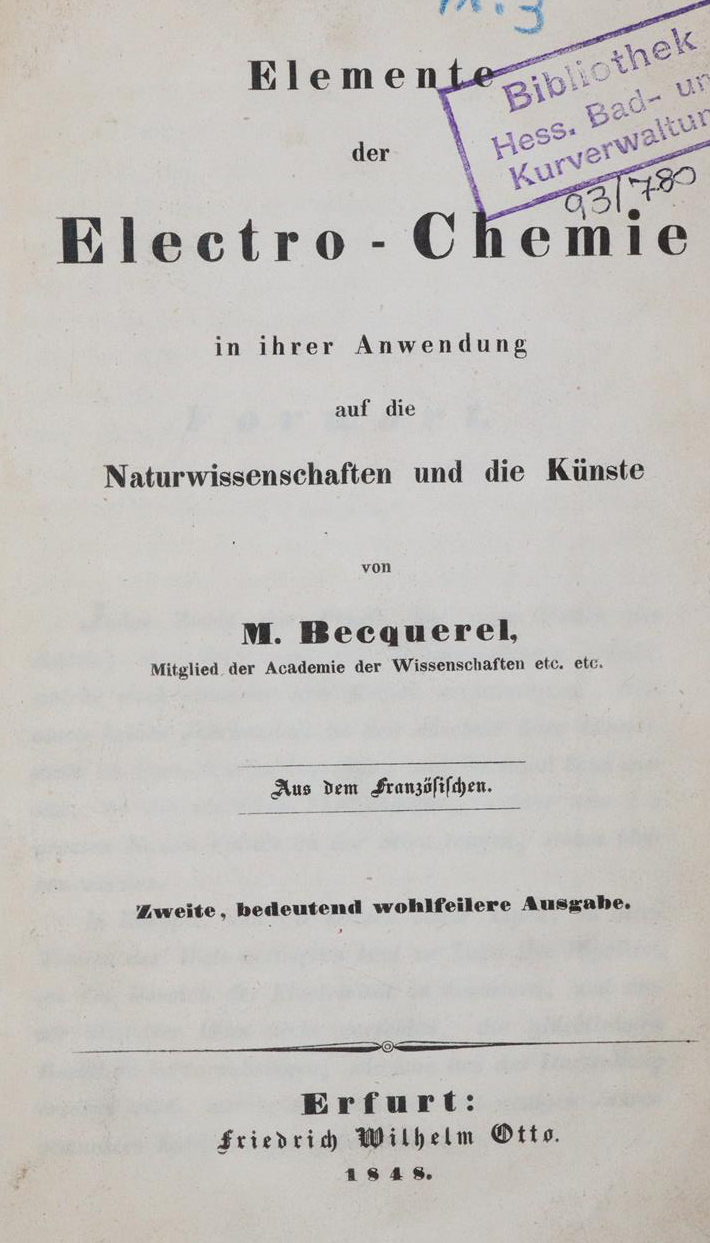 Elemente
der
Electro-Chemie
in ihrer Anwendung
auf die
Naturwissenschaften und die Künste
von
M. Becquerel,
Mitglied der Academie der Wissenschaften etc. etc.
Aus dem Französischen.
Zweite, bedeutend wohlfeilere Ausgabe.
Erfurt:
Friedrich Wilhelm Otto.
1848.
Bibliothek
Hess. Bad- un
Kurverwaltun
93/780